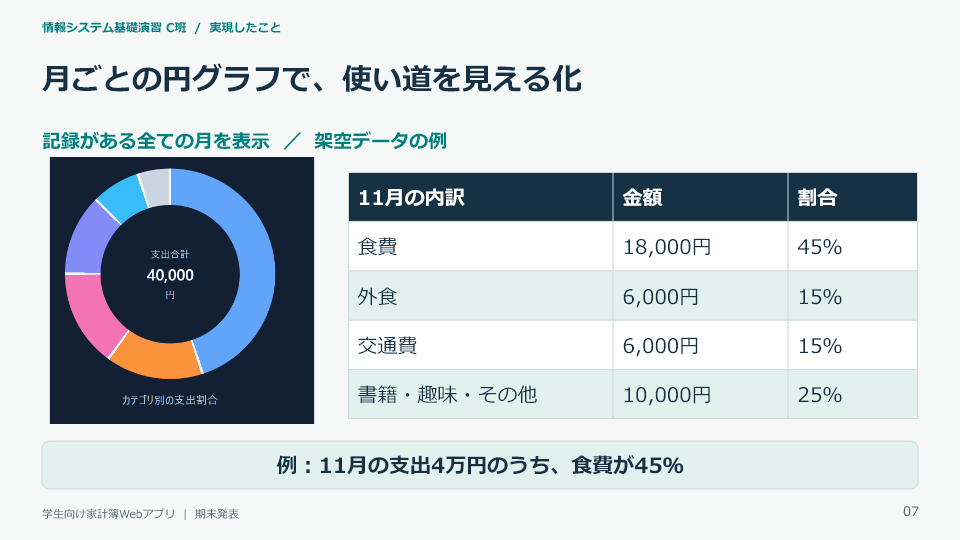 情報システム基礎演習 C班 / 実現したこと
月ごとの円グラフで、使い道を見える化
記録がある全ての月を表示 ／ 架空データの例
支出合計
40,000
円
カテゴリ別の支出割合
11月の内訳 金額 割合
食費 18,000円 45%
外食 6,000円 15%
交通費 6,000円 15%
書籍・趣味・その他 10,000円 25%
例：11月の支出4万円のうち、食費が45%
学生向け家計簿Webアプリ | 期末発表
07